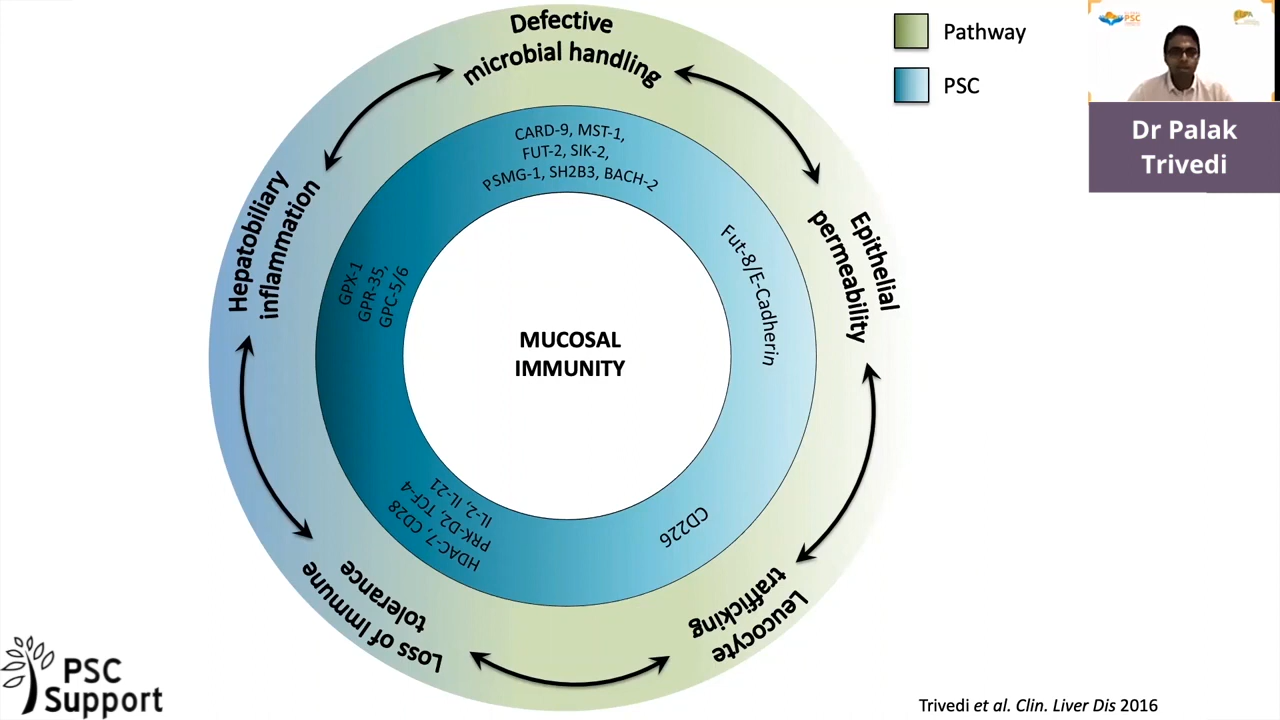 Defective
microbial handling
Pathway
PSC
PSC
Dr Palak
Trivedi
CARD-9, MST-1,
FUT-2, SIK-2,
PSMG-1, SH2B3, BACH-2
Hepatobiliary
inflammation
Epithelial
permeability
GPX-1
GPR-35,
GPC-5/6
Fut-8/E-Cadherin
MUCOSAL
IMMUNITY
IL-2, IL-21
PRK-D2, TCF-4
HDAC-7, CD28
CD226
Loss of Immune
tolerance
Leucocyte
trafficking
PSC
Support
Trivedi et al. Clin. Liver Dis 2016